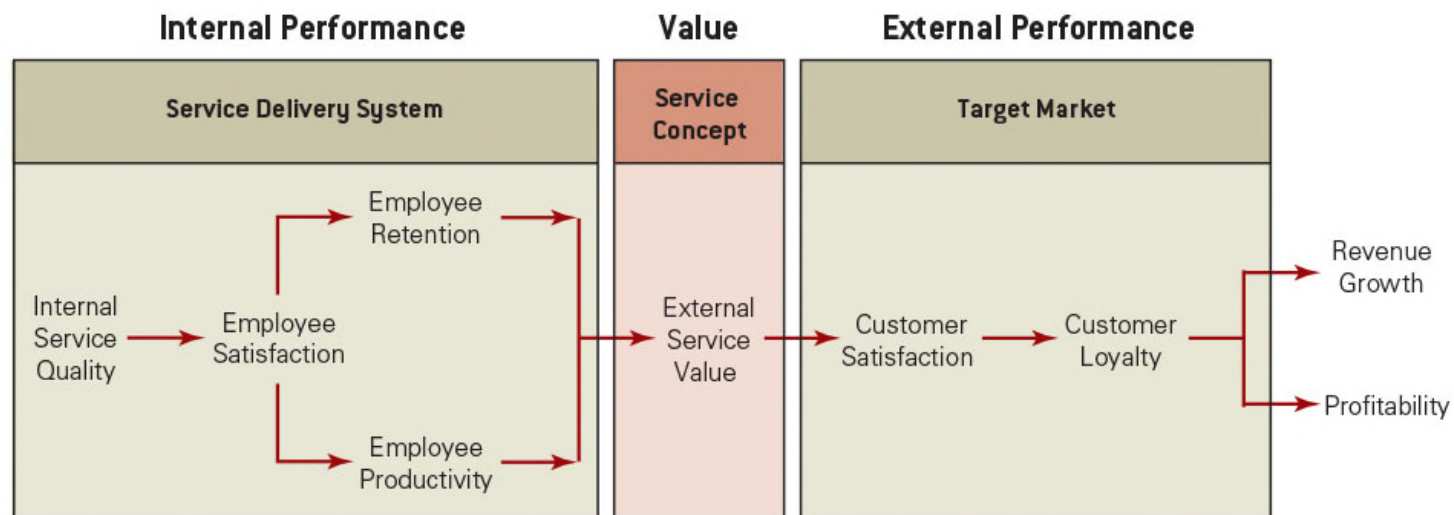 Internal Performance
Value
External Performance
Service Delivery System
Service
Concept
Target Market
Internal
Service
Quality
Employee
Satisfaction
Employee
Retention
Employee
Productivity
External
Service
Value
Customer
Satisfaction
Customer
Loyalty
Revenue
Growth
Profitability